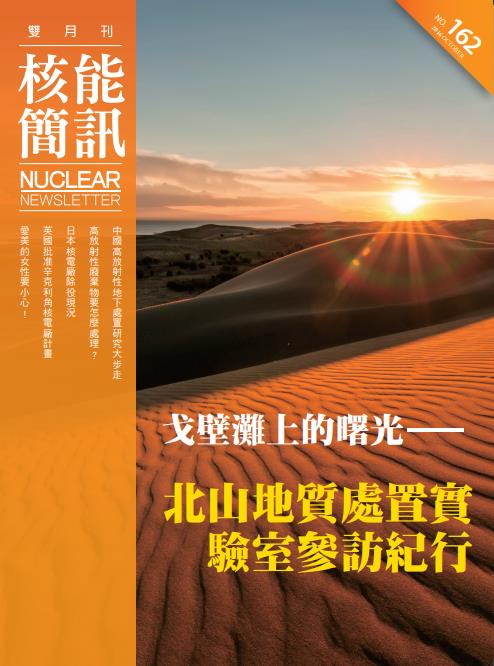 雙月刊
核能
簡訊
NUCLEAR
NEWSLETTER
NO. 162
2016 OCTOBER
中國高放射性地下處置研究大步走
高放射性廢棄物要怎麼處理？
日本核電廠除役現況
英國批准辛克利角核電廠計畫
愛美的女性要小心！
戈壁灘上的曙光——
北山地質處置實
驗室參訪紀行